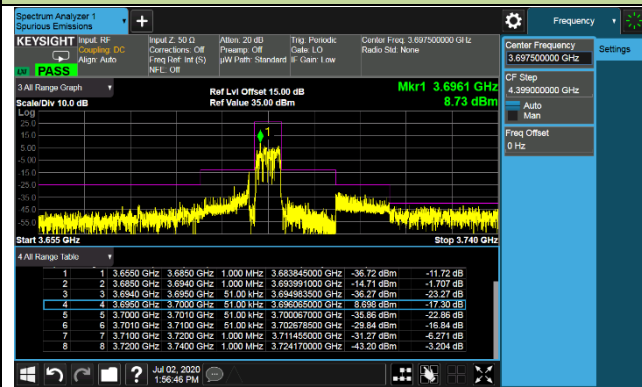 Spectrum Analyzer 1
Spurious Emissions
Frequency
KEYSIGHT
Input: RF
Coupling: DC
Align: Auto
Input Z: 50 Ω
Corrections: Off
Freq Ref: Int (S)
NFE: Off
Atten: 20 dB
Preamp: Off
µW Path: Standard
Trig: Periodic
Gate: LO
IF Gain: Low
Center Freq: 3.697500000 GHz
Radio Std: None
PASS
3 All Range Graph
Scale/Div 10.0 dB
Ref Lvl Offset 15.00 dB
Ref Value 35.00 dBm
Mkr1 3.6961 GHz
8.73 dBm
Log
25.0
15.0
5.00
-5.00
-15.0
-25.0
-35.0
-45.0
-55.0
1
Start 3.655 GHz
Stop 3.740 GHz
4 All Range Table
1 1 3.6550 GHz 3.6850 GHz 1.000 MHz 3.683845000 GHz -36.72 dBm -11.72 dB
2 2 3.6850 GHz 3.6940 GHz 1.000 MHz 3.693991000 GHz -14.71 dBm -1.707 dB
3 3 3.6940 GHz 3.6950 GHz 51.00 kHz 3.694983500 GHz -36.27 dBm -23.27 dB
4 4 3.6950 GHz 3.7000 GHz 51.00 kHz 3.696065000 GHz 8.698 dBm -17.30 dB
5 5 3.7000 GHz 3.7010 GHz 51.00 kHz 3.700067000 GHz -35.86 dBm -22.86 dB
6 6 3.7010 GHz 3.7100 GHz 51.00 kHz 3.702678500 GHz -29.84 dBm -16.84 dB
7 7 3.7100 GHz 3.7200 GHz 1.000 MHz 3.711455000 GHz -31.27 dBm -6.271 dB
8 8 3.7200 GHz 3.7400 GHz 1.000 MHz 3.724170000 GHz -43.20 dBm -3.204 dB
Center Frequency
3.697500000 GHz
Settings
CF Step
4.399000000 GHz
Auto
Man
Freq Offset
0 Hz
Jul 02, 2020
1:56:46 PM